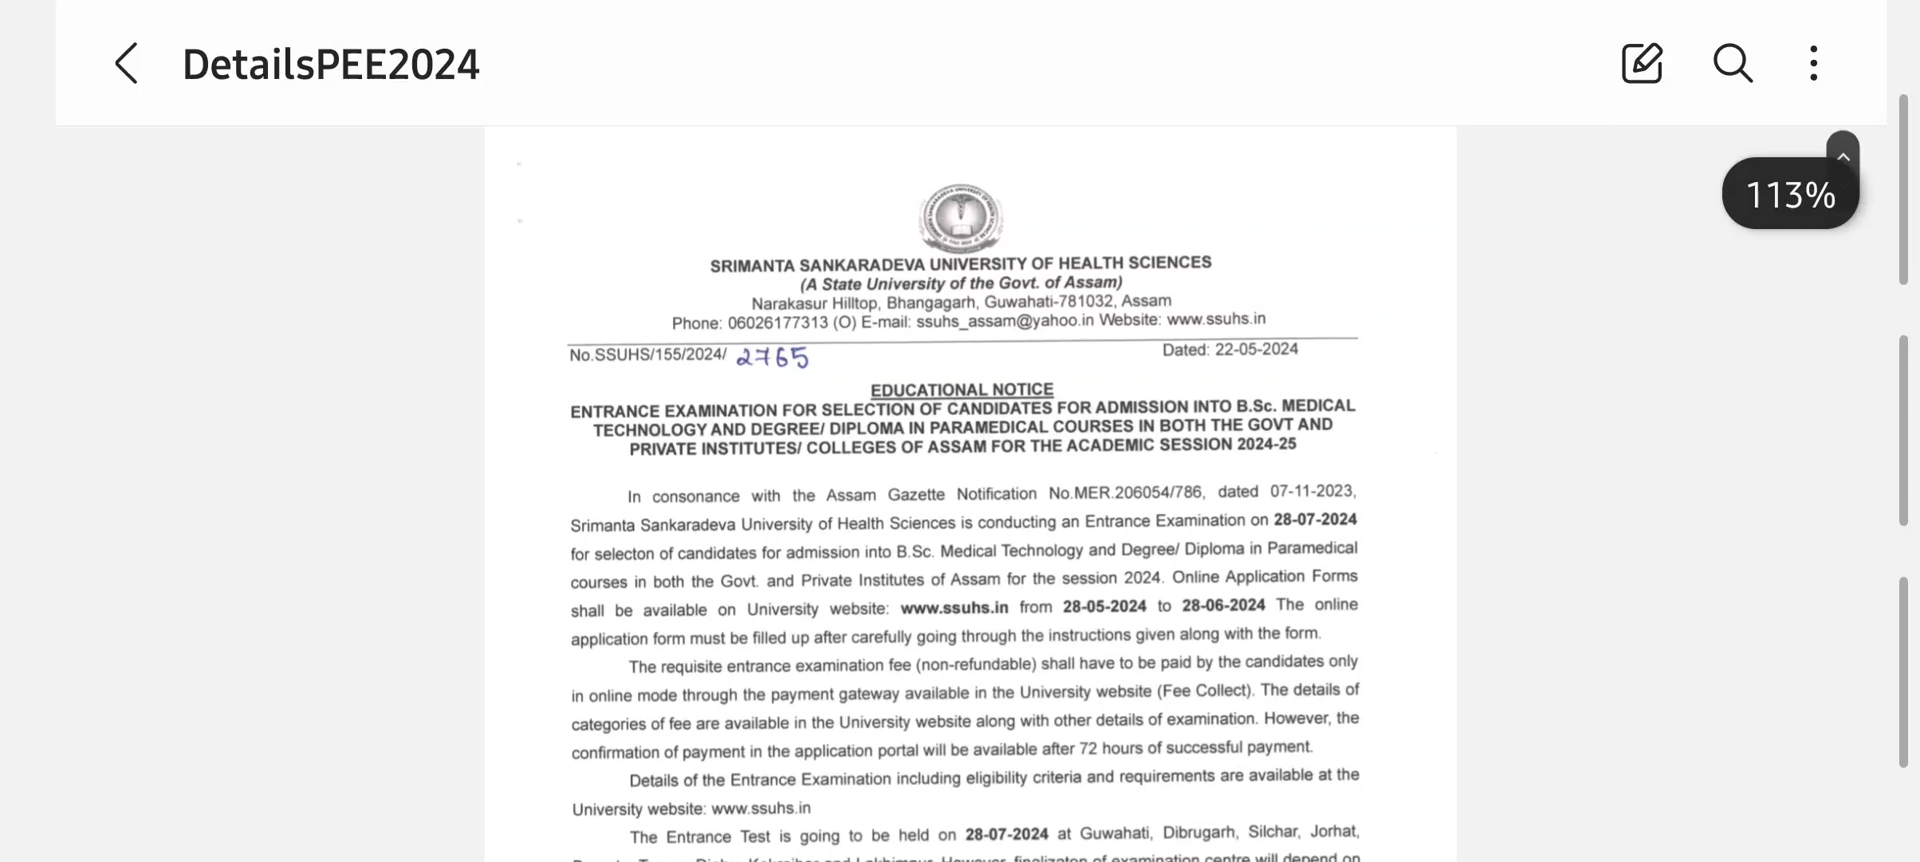 DetailsPEE2024
113%
SRIMANTA SANKARADEVA UNIVERSITY OF HEALTH SCIENCES
(A State University of the Govt. of Assam)
Narakasur Hilltop, Bhangagarh, Guwahati-781032, Assam
Phone: 06026177313 (O) E-mail: ssuhs_assam@yahoo.in Website: www.ssuhs.in
No.SSUHS/155/2024/ 2765 Dated: 22-05-2024
EDUCATIONAL NOTICE
ENTRANCE EXAMINATION FOR SELECTION OF CANDIDATES FOR ADMISSION INTO B.Sc. MEDICAL
TECHNOLOGY AND DEGREE/ DIPLOMA IN PARAMEDICAL COURSES IN BOTH THE GOVT AND
PRIVATE INSTITUTES/ COLLEGES OF ASSAM FOR THE ACADEMIC SESSION 2024-25
In consonance with the Assam Gazette Notification No.MER.206054/786, dated 07-11-2023,
Srimanta Sankaradeva University of Health Sciences is conducting an Entrance Examination on 28-07-2024
for selecton of candidates for admission into B.Sc. Medical Technology and Degree/ Diploma in Paramedical
courses in both the Govt. and Private Institutes of Assam for the session 2024. Online Application Forms
shall be available on University website: www.ssuhs.in from 28-05-2024 to 28-06-2024 The online
application form must be filled up after carefully going through the instructions given along with the form.
The requisite entrance examination fee (non-refundable) shall have to be paid by the candidates only
in online mode through the payment gateway available in the University website (Fee Collect). The details of
categories of fee are available in the University website along with other details of examination. However, the
confirmation of payment in the application portal will be available after 72 hours of successful payment.
Details of the Entrance Examination including eligibility criteria and requirements are available at the
University website: www.ssuhs.in
The Entrance Test is going to be held on 28-07-2024 at Guwahati, Dibrugarh, Silchar, Jorhat,
However, finalizaton of examination centre will depend on